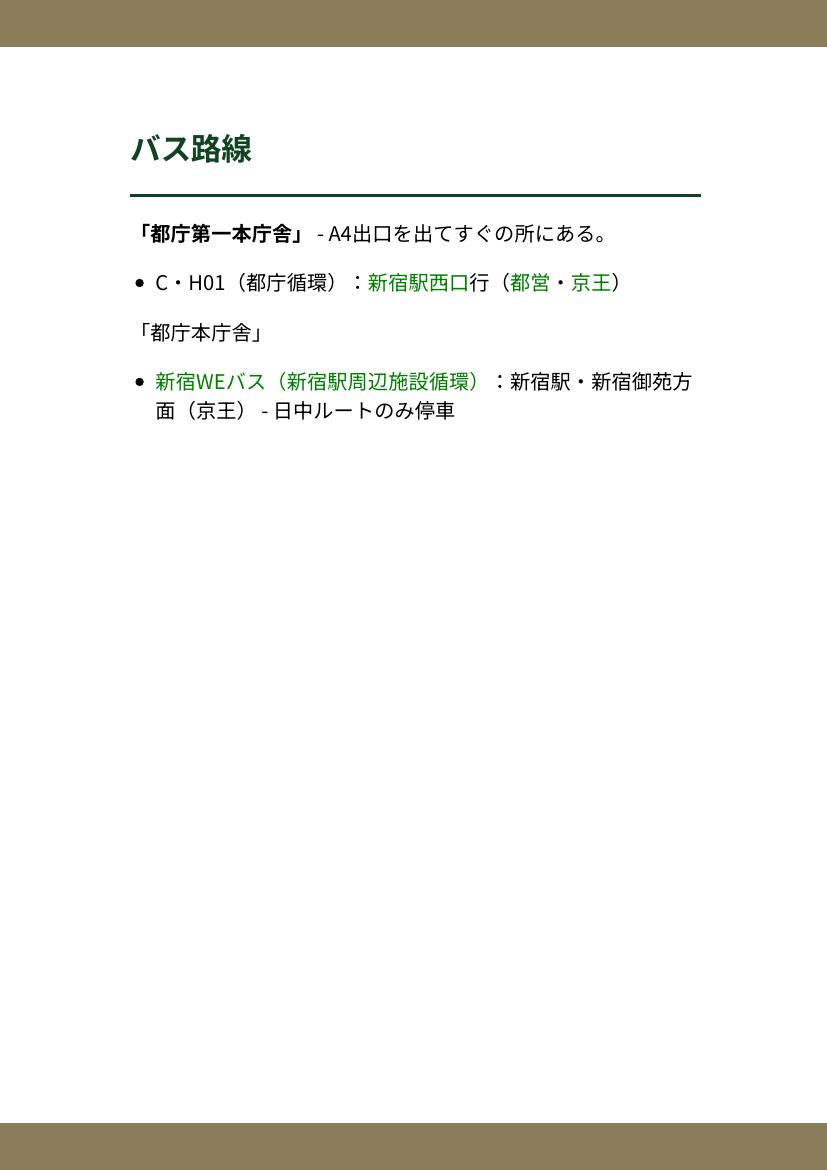 バス路線
「都庁第一本庁舎」 - A4出口を出てすぐの所にある。
• C・H01（都庁循環）：新宿駅西口行（都営・京王）
「都庁本庁舎」
• 新宿WEバス（新宿駅周辺施設循環）：新宿駅・新宿御苑方
面（京王） - 日中ルートのみ停車